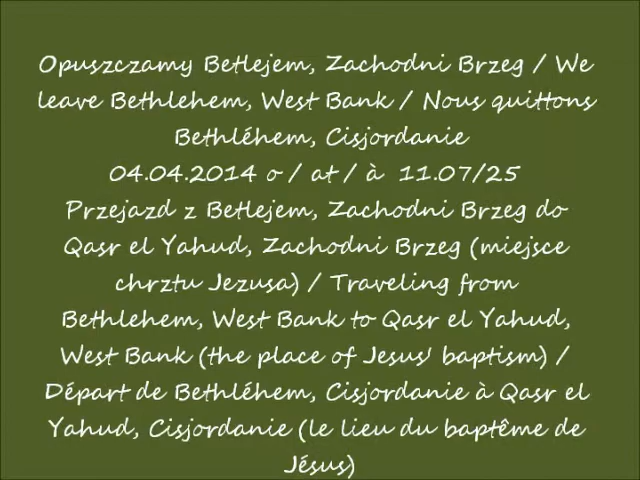 Opuszczamy Betlejem, Zachodni Brzeg / We
leave Bethlehem, West Bank / Nous quittons
Bethléhem, Cisjordanie
04.04.2014 o / at / à 11.07/25
Przejazd z Betlejem, Zachodni Brzeg do
Qasr el Yahud, Zachodni Brzeg (miejsce
chrztu Jezusa) / Traveling from
Bethlehem, West Bank to Qasr el Yahud,
West Bank (the place of Jesus' baptism) /
Départ de Bethléhem, Cisjordanie à Qasr el
Yahud, Cisjordanie (le lieu du baptême de
Jésus)